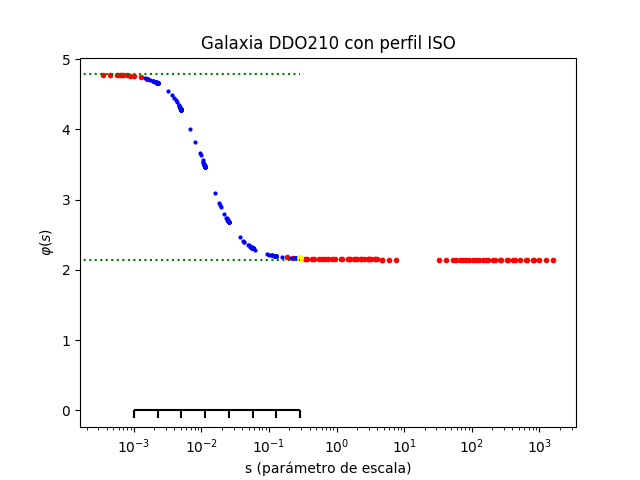 Galaxia DDO210 con perfil ISO
φ(s)
5
4
3
2
1
0
10⁻³ 10⁻² 10⁻¹ 10⁰ 10¹ 10² 10³
s (parámetro de escala)